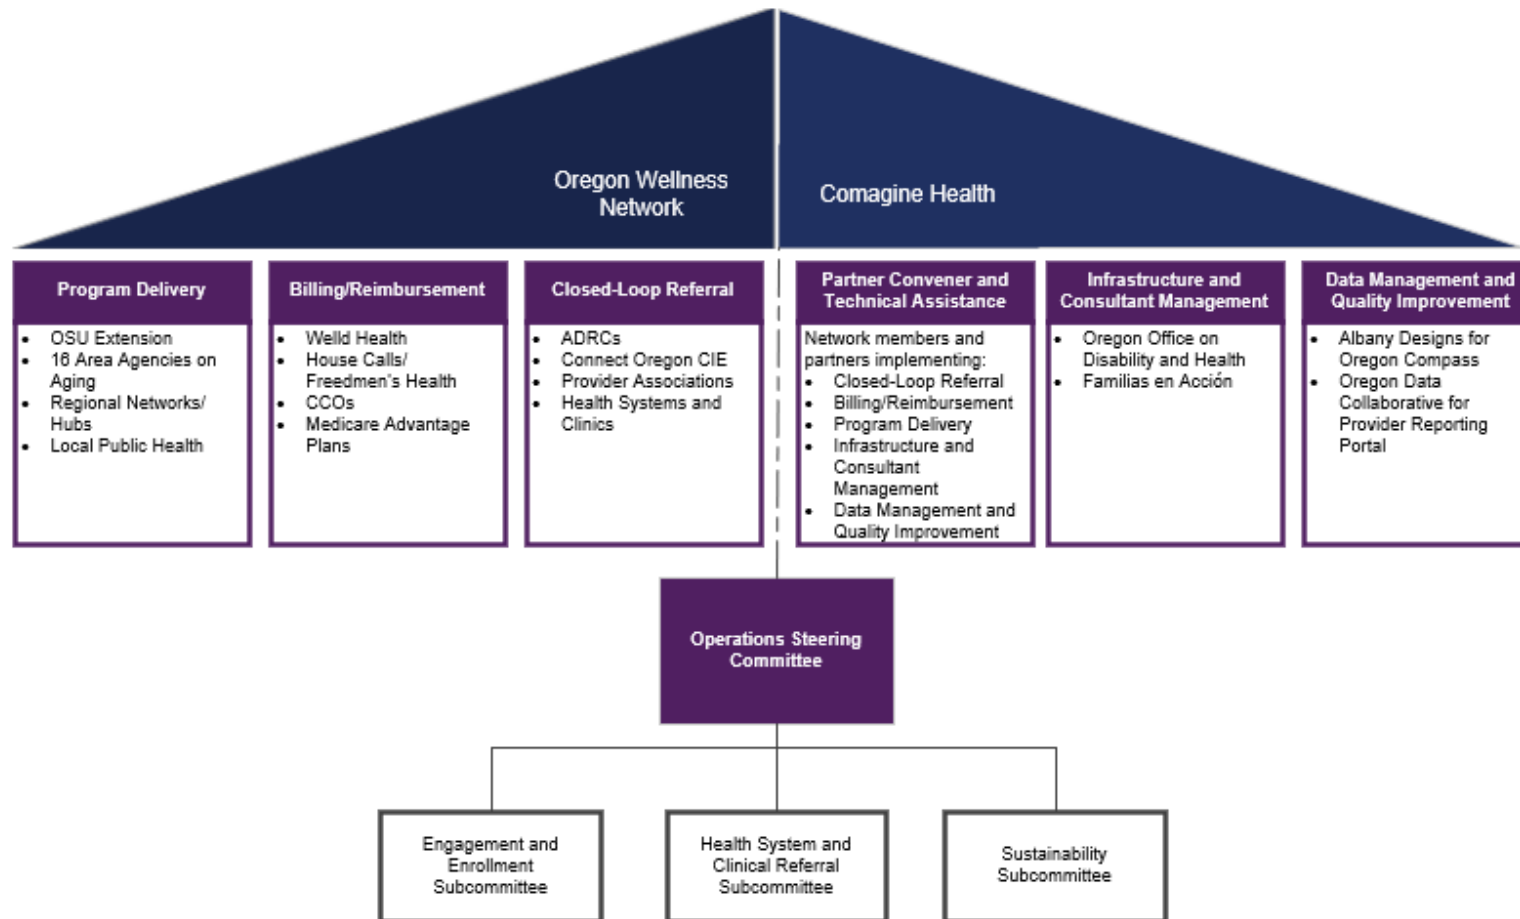 Oregon Wellness
Network
Comagine Health
Program Delivery
• OSU Extension
• 16 Area Agencies on
Aging
• Regional Networks/
Hubs
• Local Public Health
Billing/Reimbursement
• Welld Health
• House Calls/
Freedmen's Health
• CCOs
• Medicare Advantage
Plans
Closed-Loop Referral
• ADRCs
• Connect Oregon CIE
• Provider Associations
• Health Systems and
Clinics
Partner Convener and
Technical Assistance
Network members and
partners implementing:
• Closed-Loop Referral
• Billing/Reimbursement
• Program Delivery
• Infrastructure and
Consultant
Management
• Data Management and
Quality Improvement
Infrastructure and
Consultant Management
• Oregon Office on
Disability and Health
• Familias en Acción
Data Management and
Quality Improvement
• Albany Designs for
Oregon Compass
• Oregon Data
Collaborative for
Provider Reporting
Portal
Operations Steering
Committee
Engagement and
Enrollment
Subcommittee
Health System and
Clinical Referral
Subcommittee
Sustainability
Subcommittee